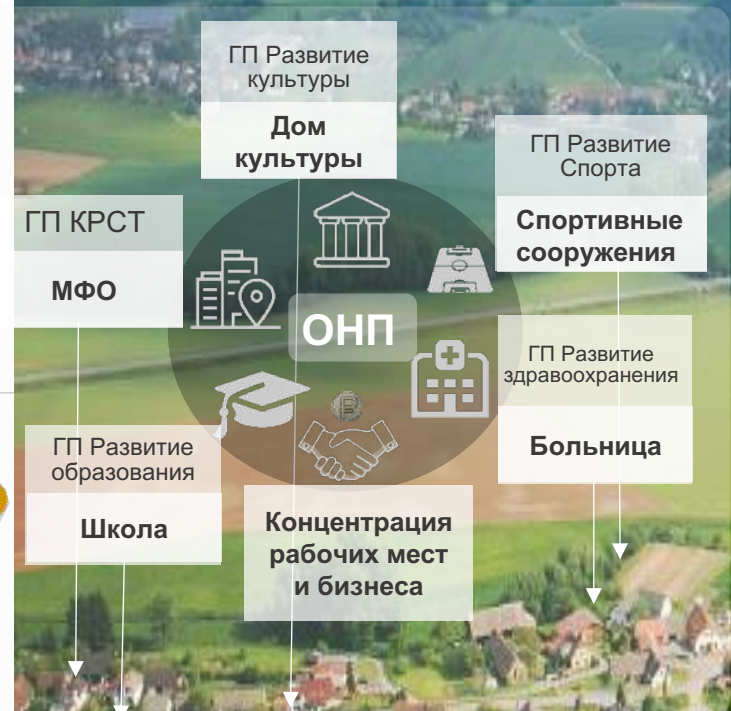 ГП Развитие
культуры
Дом
культуры
ГП Развитие
Спорта
Спортивные
сооружения
ГП КРСТ
МФО
ОНП
ГП Развитие
здравоохранения
Больница
ГП Развитие
образования
Школа
Концентрация
рабочих мест
и бизнеса